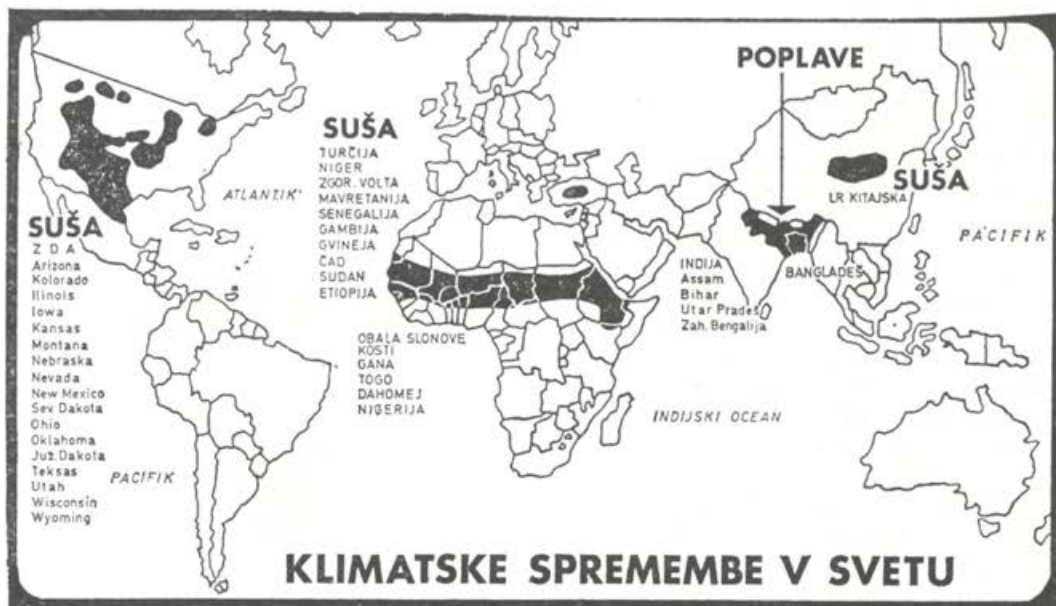 SUŠA
Z D A
Arizona
Kolorado
Illinois
Iowa
Kansas
Montana
Nebraska
Nevada
New Mexico
Sev. Dakota
Ohio
Oklahoma
Juž. Dakota
Teksas
Utah
Wisconsin
Wyoming
PACIFIK
ATLANTIK
SUŠA
TURČIJA
NIGER
ZGOR. VOLTA
MAVRETANIJA
SENEGALIJA
GAMBIJA
GVINEJA
ČAD
SUDAN
ETIOPIJA
OBALA SLONOVE
KOSTI
GANA
TOGO
DAHOMEJ
NIGERIJA
INDIJSKI OCEAN
POPLAVE
INDIJA
Assam
Bihar
Utar Pradeš
Zah. Bengalija
BANGLADEŠ
SUŠA
LR KITAJSKA
PACIFIK
KLIMATSKE SPREMEMBE V SVETU